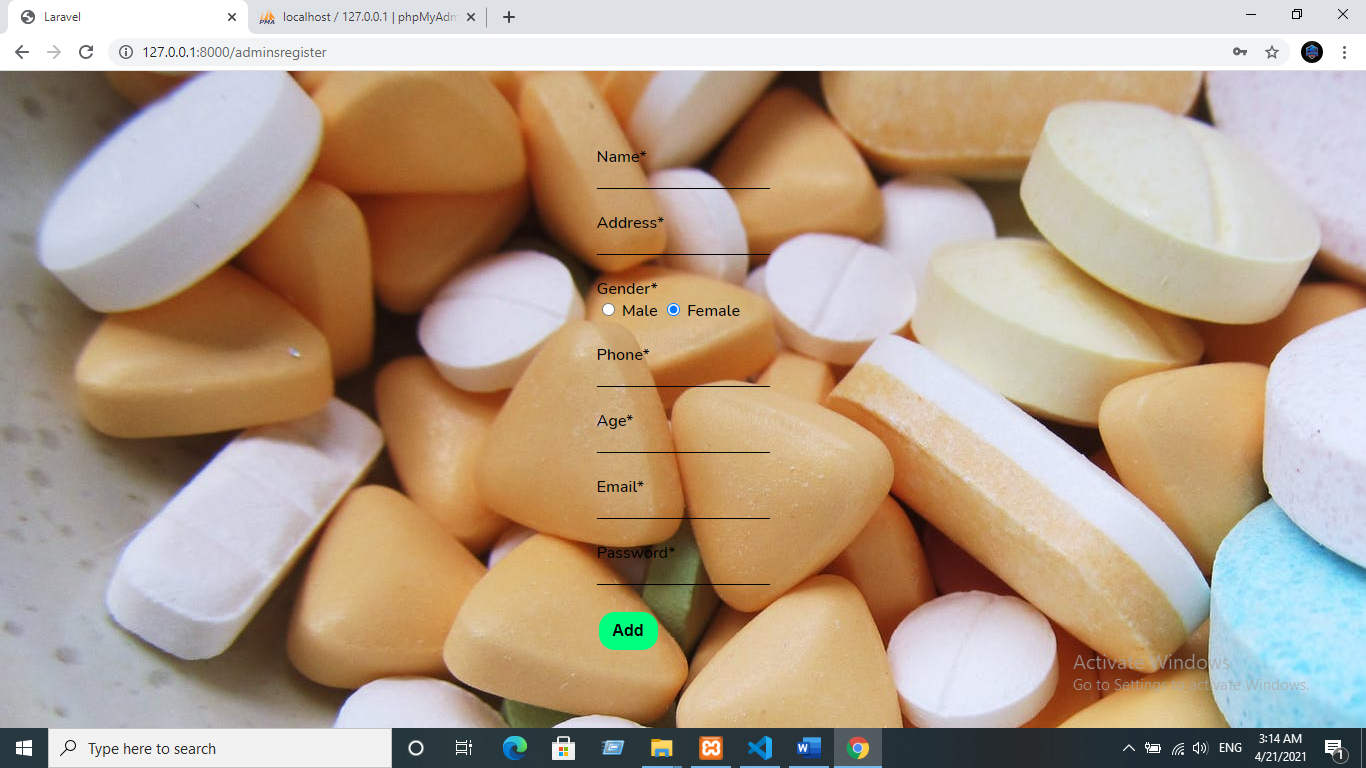 Laravel
localhost / 127.0.0.1 | phpMyAdm
127.0.0.1:8000/adminsregister
Name*
Address*
Gender*
Male Female
Phone*
Age*
Email*
Password*
Add
Activate Windows
Go to Settings to activate Windows.
Type here to search
ENG
3:14 AM
4/21/2021
1